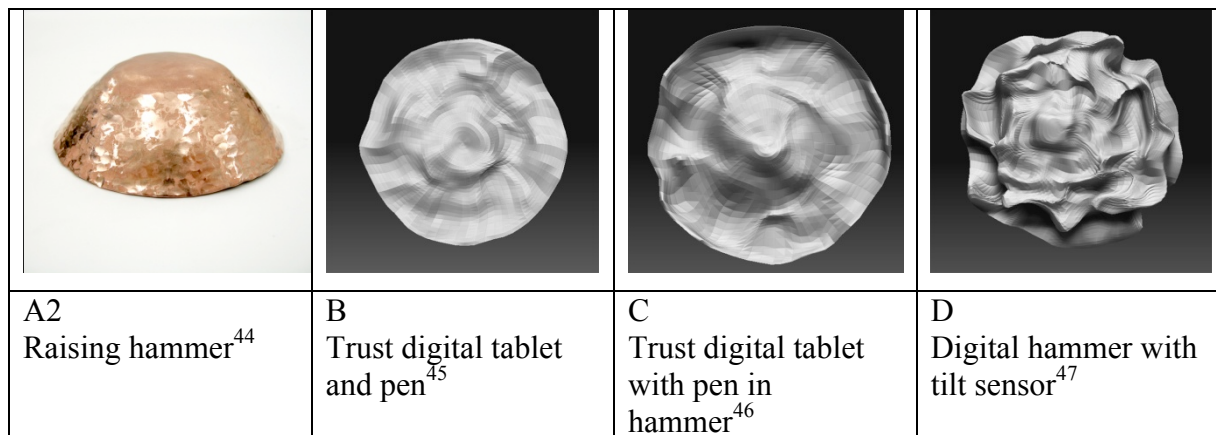 A2
Raising hammer44
B
Trust digital tablet
and pen45
C
Trust digital tablet
with pen in
hammer46
D
Digital hammer with
tilt sensor47